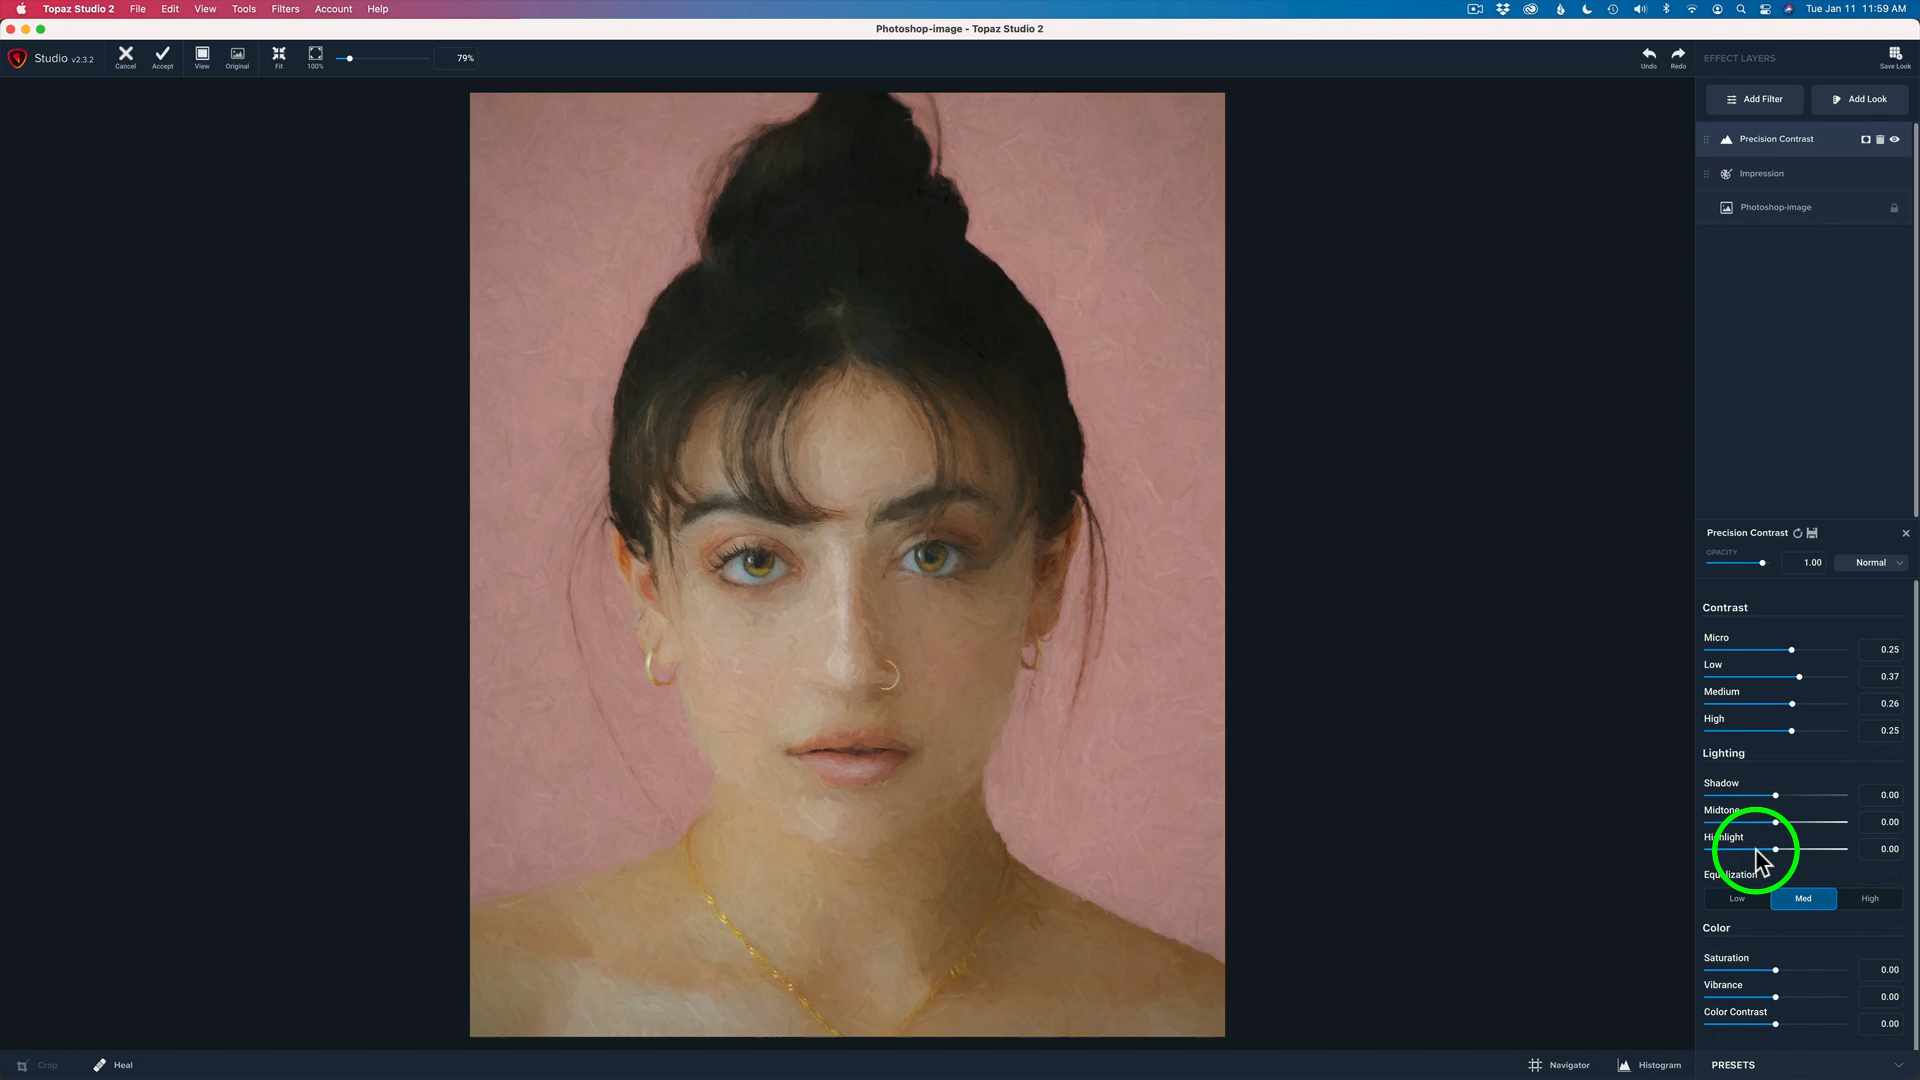 Topaz Studio 2 File Edit View Tools Filters Account Help Tue Jan 11 11:59 AM
Photoshop-image - Topaz Studio 2
Studio v2.3.2 Cancel Accept View Original Fit 100% 79% Undo Redo EFFECT LAYERS Save Look
Add Filter Add Look
Precision Contrast
Impression
Photoshop-image
Precision Contrast
OPACITY
1.00 Normal
Contrast
Micro
0.25
Low
0.37
Medium
0.26
High
0.25
Lighting
Shadow
0.00
Midtone
0.00
Highlight
0.00
Equalization
Low Med High
Color
Saturation
0.00
Vibrance
0.00
Color Contrast
0.00
Crop Heal Navigator Histogram PRESETS